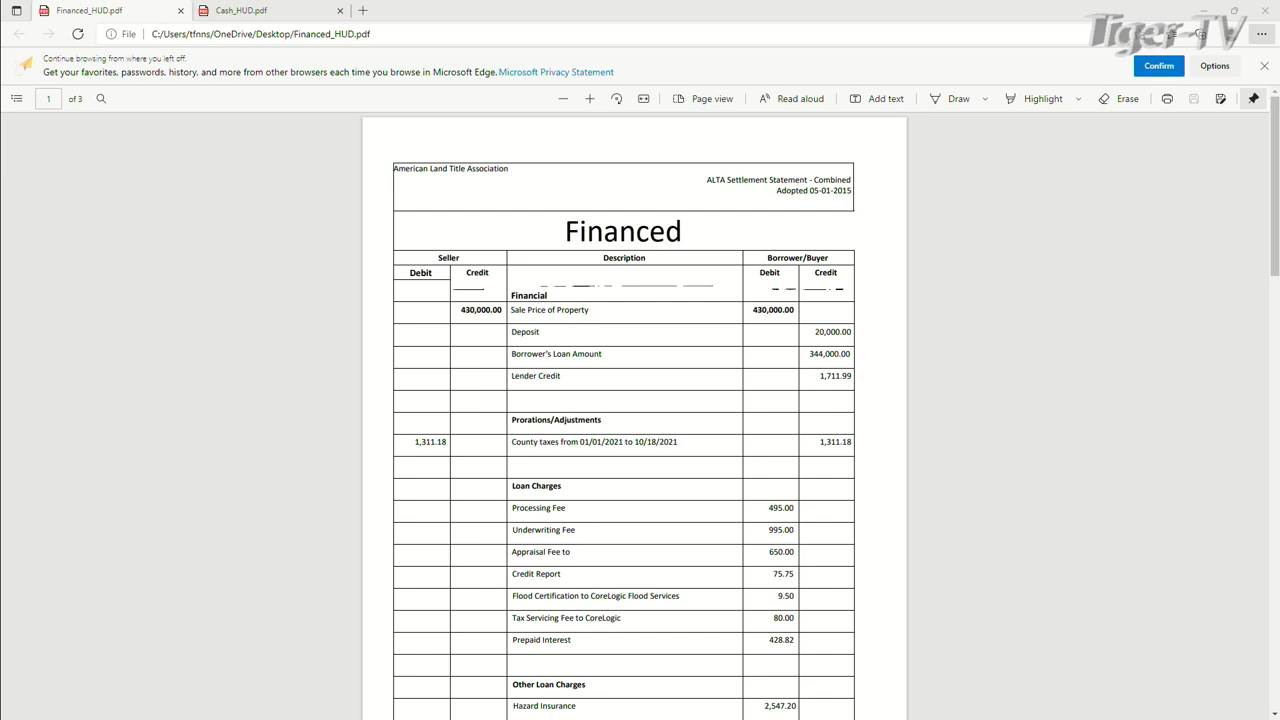 Financed_HUD.pdf
Cash_HUD.pdf
Tiger-TV
File
C:/Users/tfnns/OneDrive/Desktop/Financed_HUD.pdf
Continue browsing from where you left off.
Get your favorites, passwords, history, and more from other browsers each time you browse in Microsoft Edge. Microsoft Privacy Statement
Confirm
Options
1 of 3
Page view
Read aloud
Add text
Draw
Highlight
Erase
American Land Title Association
ALTA Settlement Statement - Combined
Adopted 05-01-2015
Financed
Seller Description Borrower/Buyer
Debit Credit Debit Credit
Financial
430,000.00 Sale Price of Property 430,000.00
Deposit 20,000.00
Borrower's Loan Amount 344,000.00
Lender Credit 1,711.99
Prorations/Adjustments
1,311.18 County taxes from 01/01/2021 to 10/18/2021 1,311.18
Loan Charges
Processing Fee 495.00
Underwriting Fee 995.00
Appraisal Fee to 650.00
Credit Report 75.75
Flood Certification to CoreLogic Flood Services 9.50
Tax Servicing Fee to CoreLogic 80.00
Prepaid Interest 428.82
Other Loan Charges
Hazard Insurance 2,547.20